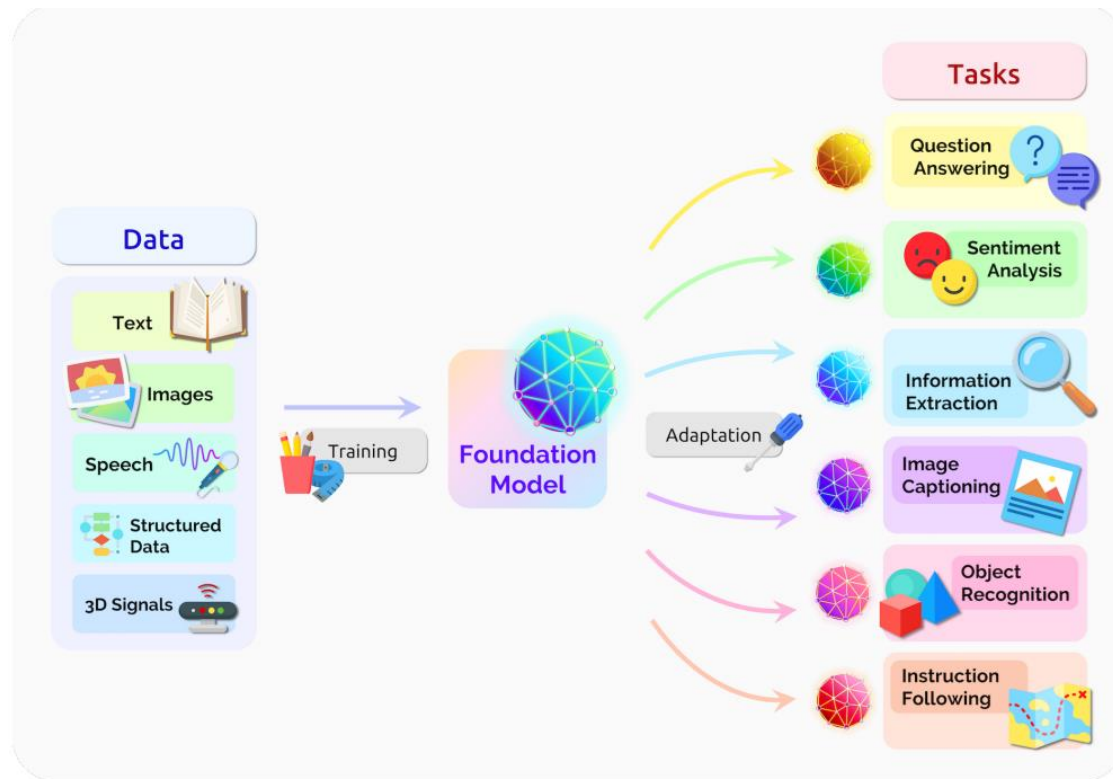 Data
Text
Images
Speech
Structured
Data
3D Signals
Training
Foundation
Model
Adaptation
Tasks
Question
Answering
?
Sentiment
Analysis
Information
Extraction
Image
Captioning
Object
Recognition
Instruction
Following